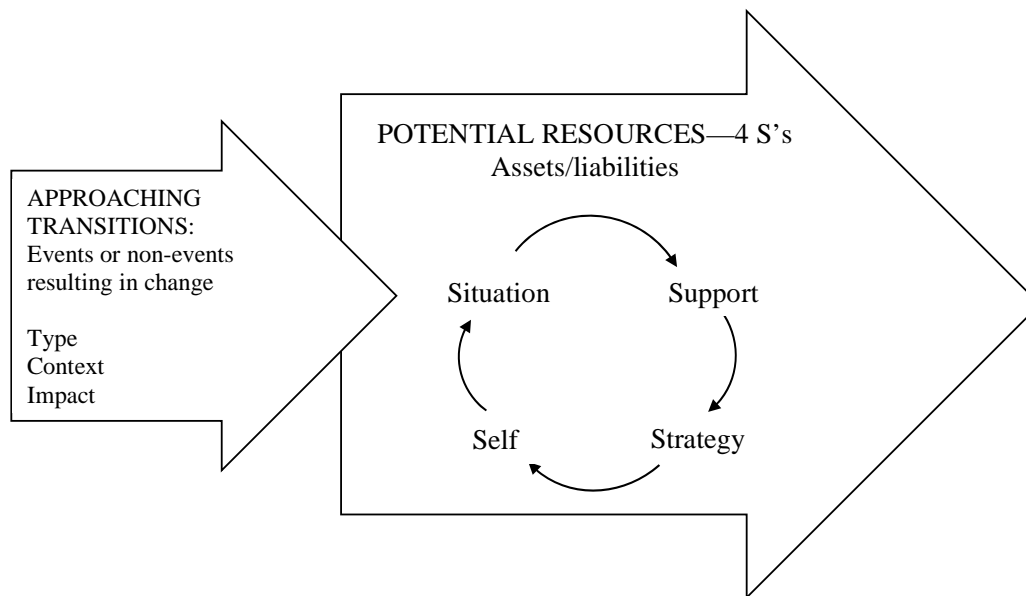 APPROACHING
TRANSITIONS:
Events or non-events
resulting in change
Type
Context
Impact
POTENTIAL RESOURCES—4 S’s
Assets/liabilities
Situation
Support
Self
Strategy